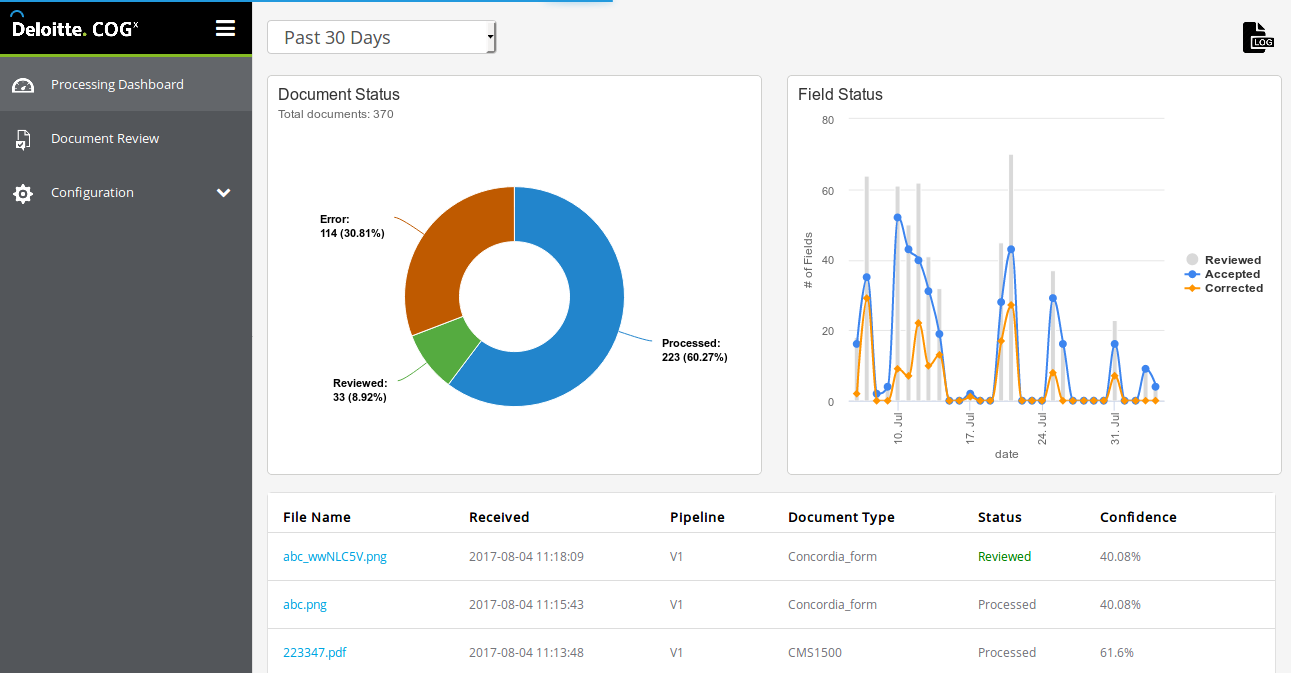 Deloitte. COGx
Past 30 Days
LOG
Processing Dashboard
Document Review
Configuration
Document Status
Total documents: 370
Error:
114 (30.81%)
Processed:
223 (60.27%)
Reviewed:
33 (8.92%)
Field Status
80
60
40
20
0
# of Fields
10. Jul
17. Jul
24. Jul
31. Jul
date
Reviewed
Accepted
Corrected
File Name Received Pipeline Document Type Status Confidence
abc_wwNLC5V.png 2017-08-04 11:18:09 V1 Concordia_form Reviewed 40.08%
abc.png 2017-08-04 11:15:43 V1 Concordia_form Processed 40.08%
223347.pdf 2017-08-04 11:13:48 V1 CMS1500 Processed 61.6%